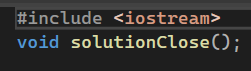 #include <iostream>
void solutionClose();